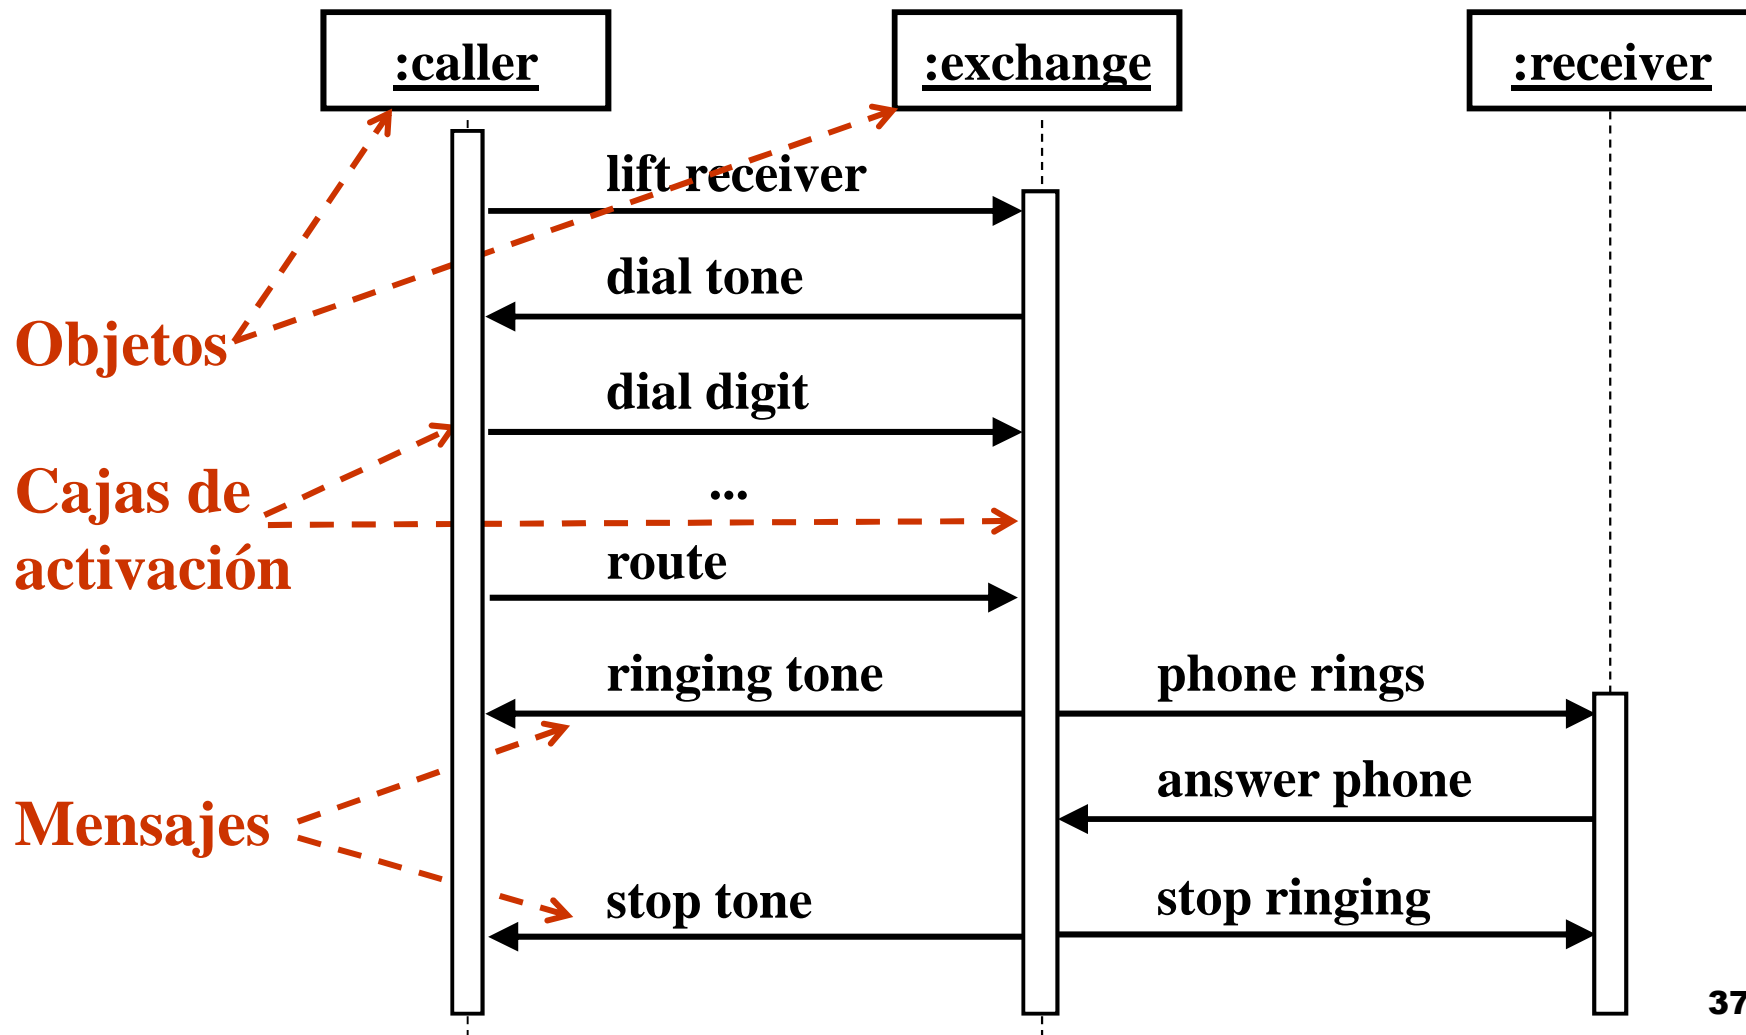 :caller
:exchange
:receiver
lift receiver
dial tone
Objetos
dial digit
Cajas de
...
activación
route
ringing tone
phone rings
answer phone
Mensajes
stop tone
stop ringing
37